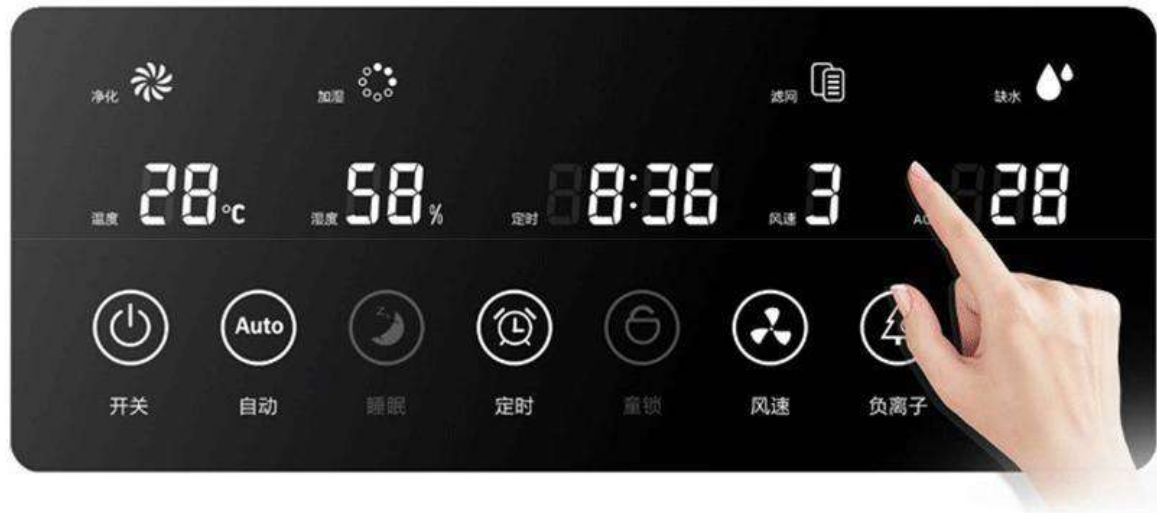 净化 加湿 滤网 缺水
温度 28 °C 湿度 58 % 定时 8:36 风速 3 28
Auto
开关 自动 睡眠 定时 童锁 风速 负离子